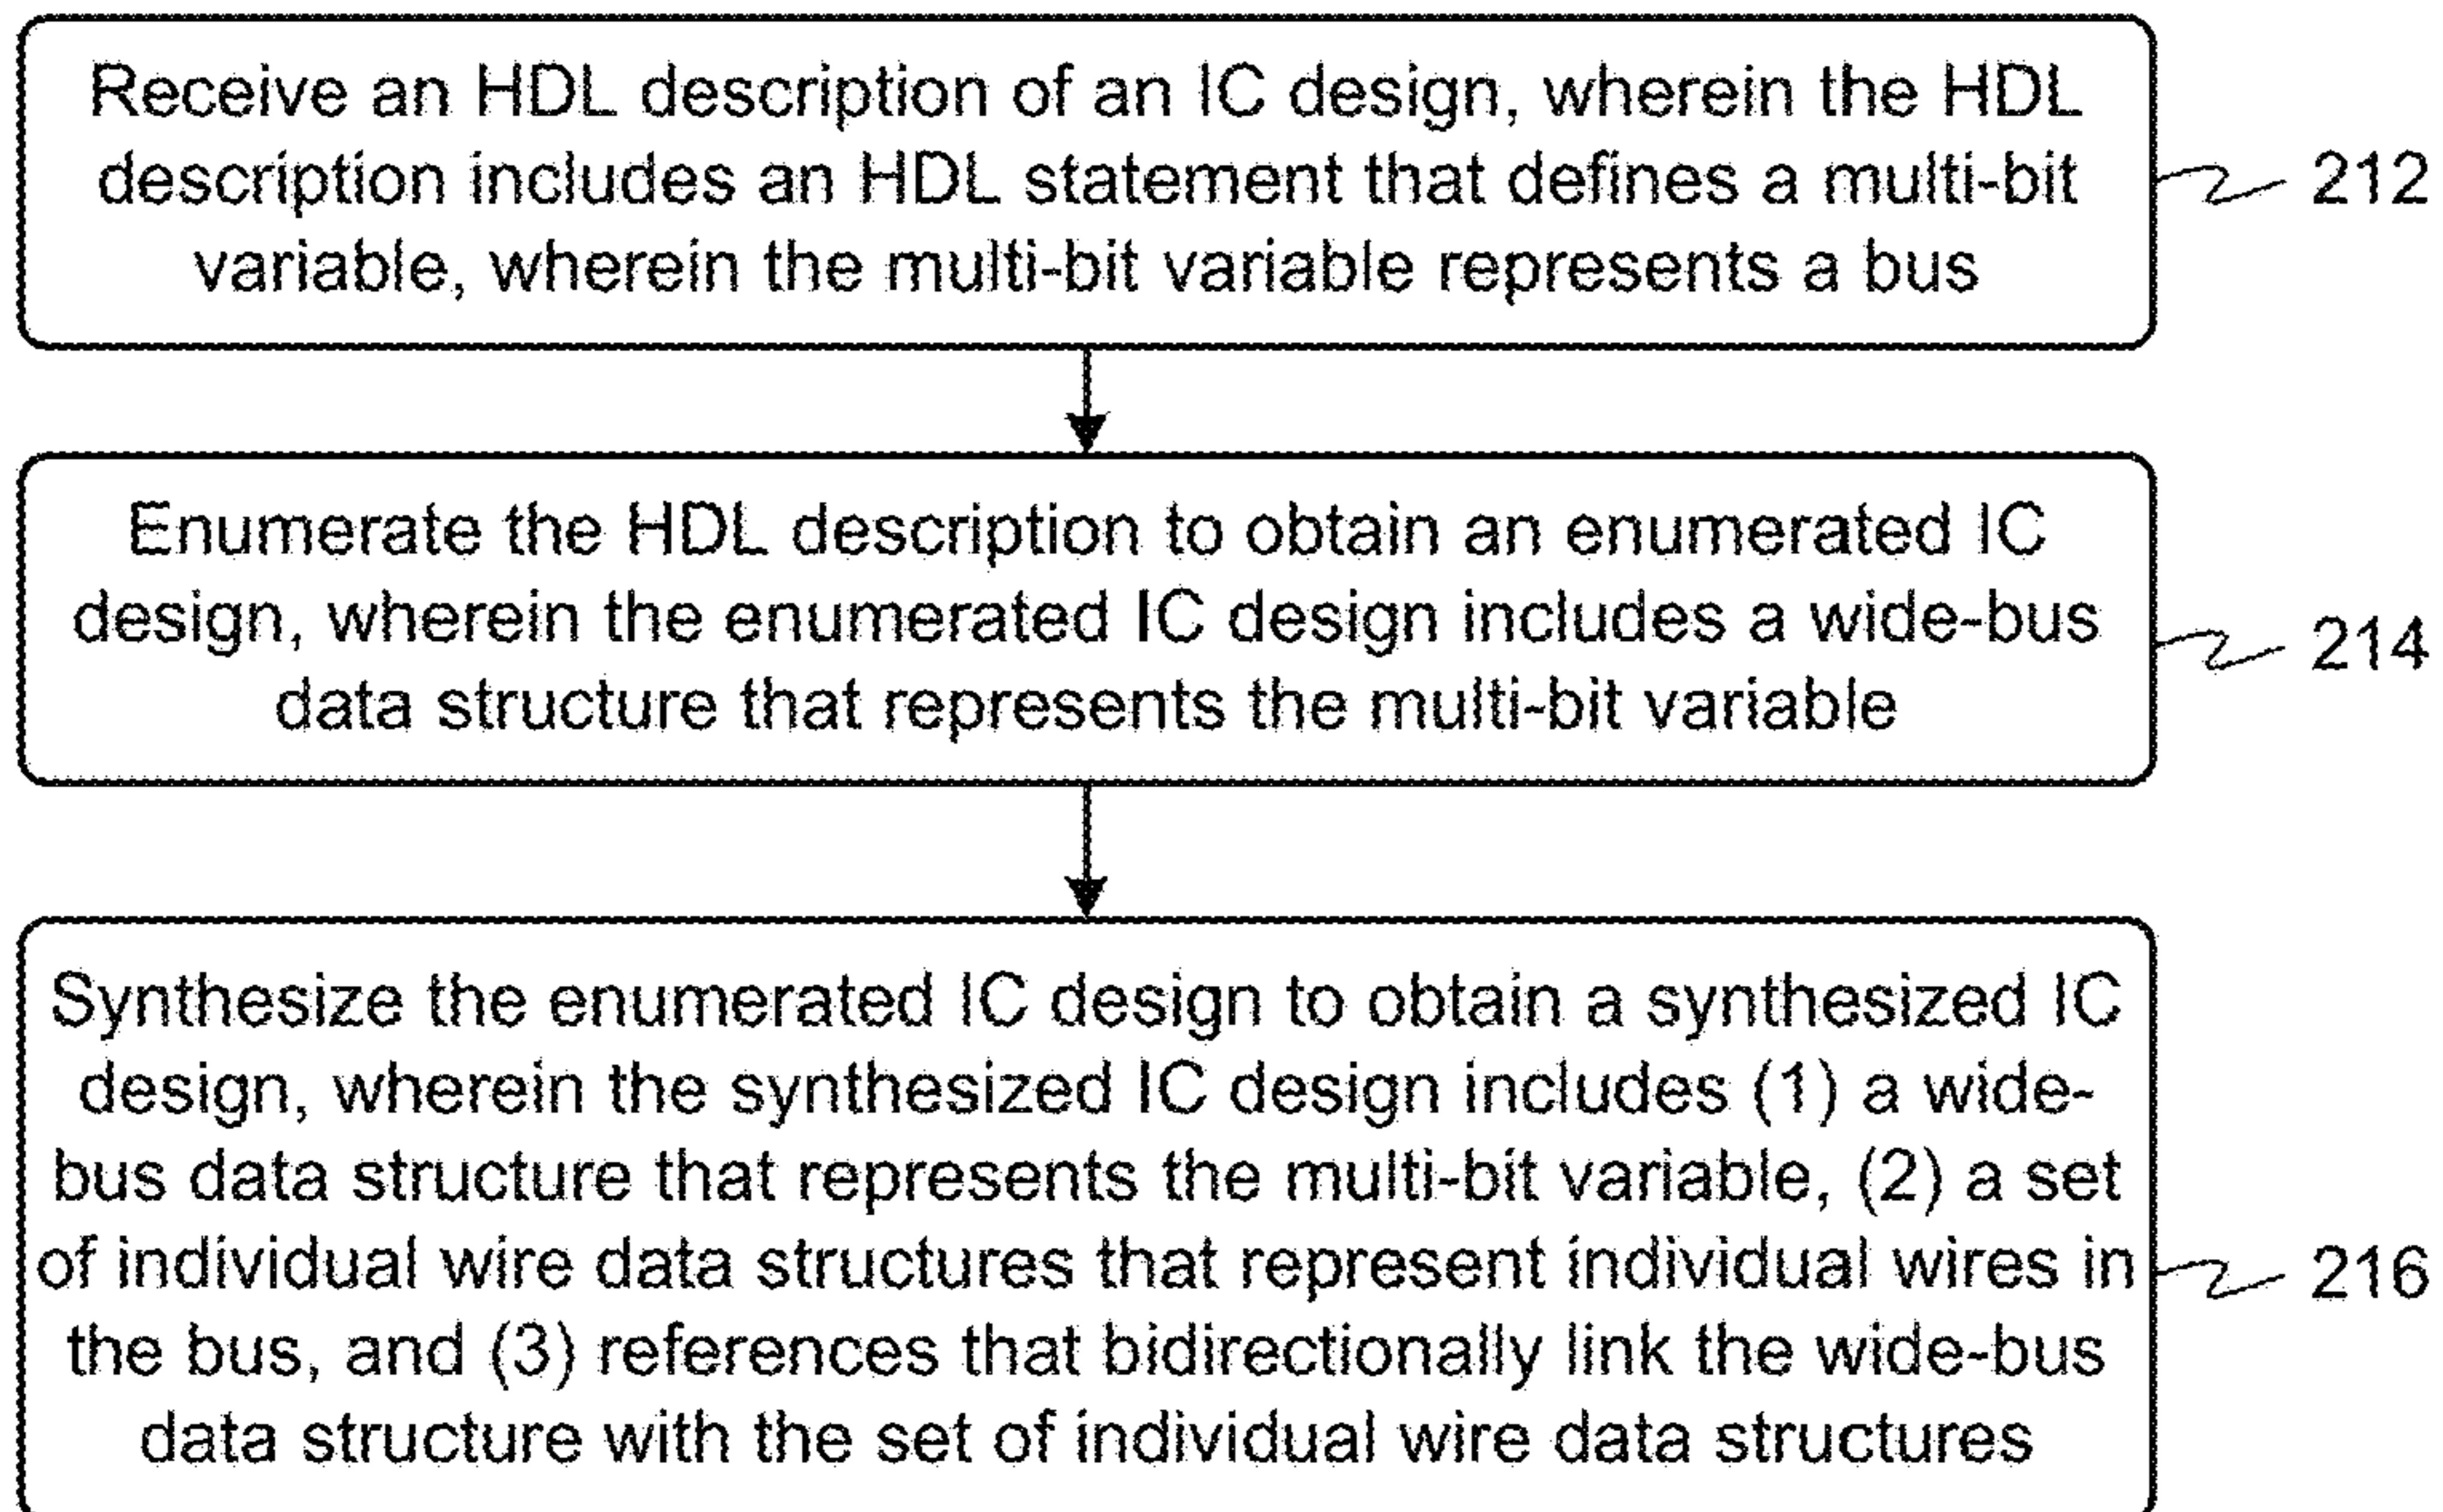 Receive an HDL description of an IC design, wherein the HDL
description includes an HDL statement that defines a multi-bit
variable, wherein the multi-bit variable represents a bus
212
Enumerate the HDL description to obtain an enumerated IC
design, wherein the enumerated IC design includes a wide-bus
data structure that represents the multi-bit variable
214
Synthesize the enumerated IC design to obtain a synthesized IC
design, wherein the synthesized IC design includes (1) a wide-
bus data structure that represents the multi-bit variable, (2) a set
of individual wire data structures that represent individual wires in
the bus, and (3) references that bidirectionally link the wide-bus
data structure with the set of individual wire data structures
216